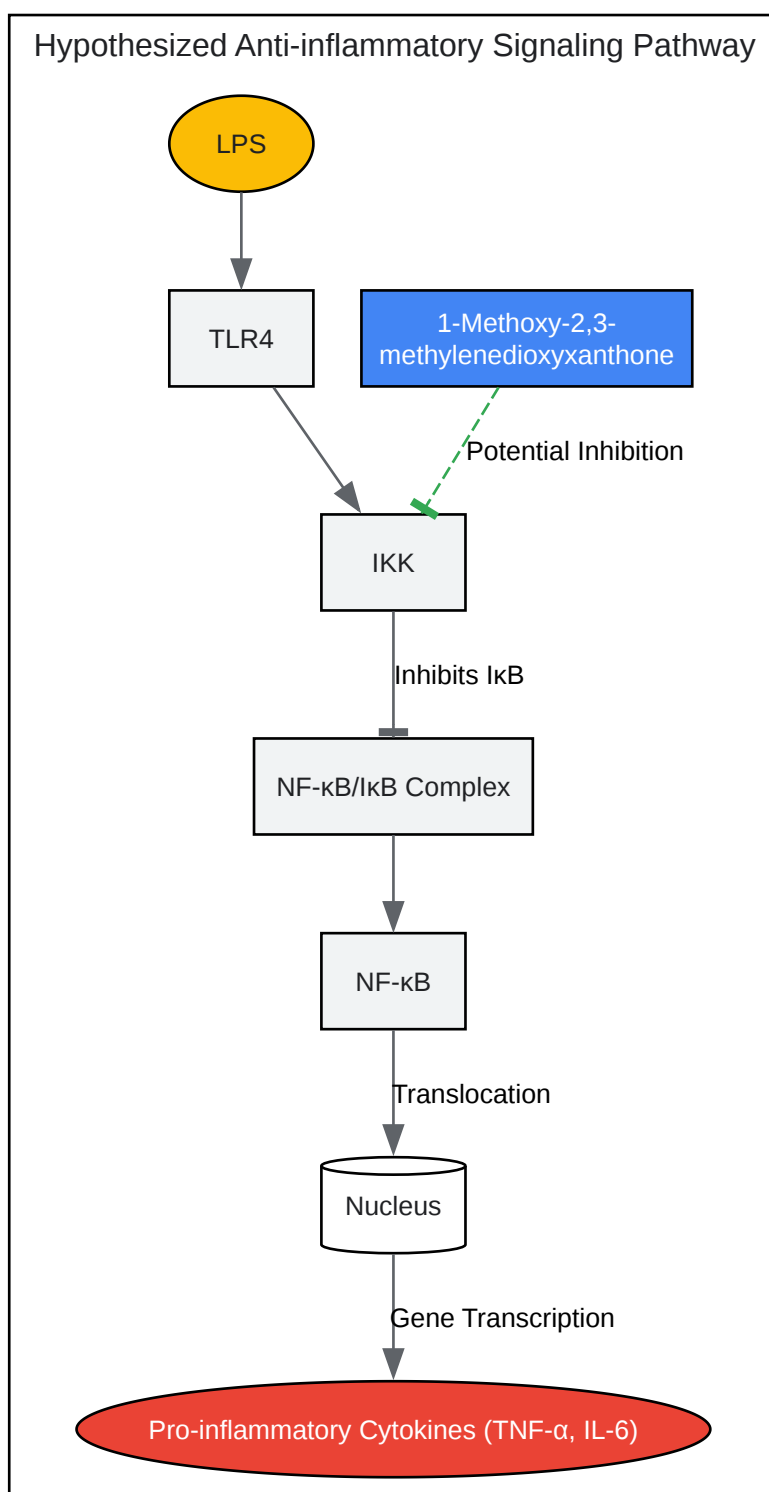 Hypothesized Anti-inflammatory Signaling Pathway
LPS
TLR4
1-Methoxy-2,3-
methylenedioxyxanthone
Potential Inhibition
IKK
Inhibits IκB
NF-κB/IκB Complex
NF-κB
Translocation
Nucleus
Gene Transcription
Pro-inflammatory Cytokines (TNF-α, IL-6)